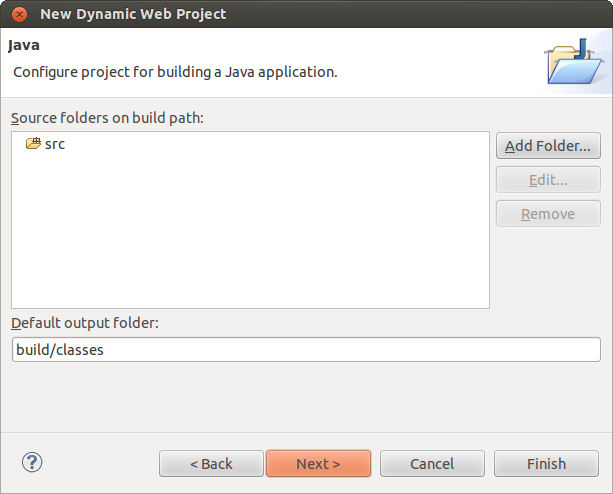 New Dynamic Web Project
Java
Configure project for building a Java application.
Source folders on build path:
src
Add Folder...
Edit...
Remove
Default output folder:
build/classes
?
< Back
Next >
Cancel
Finish